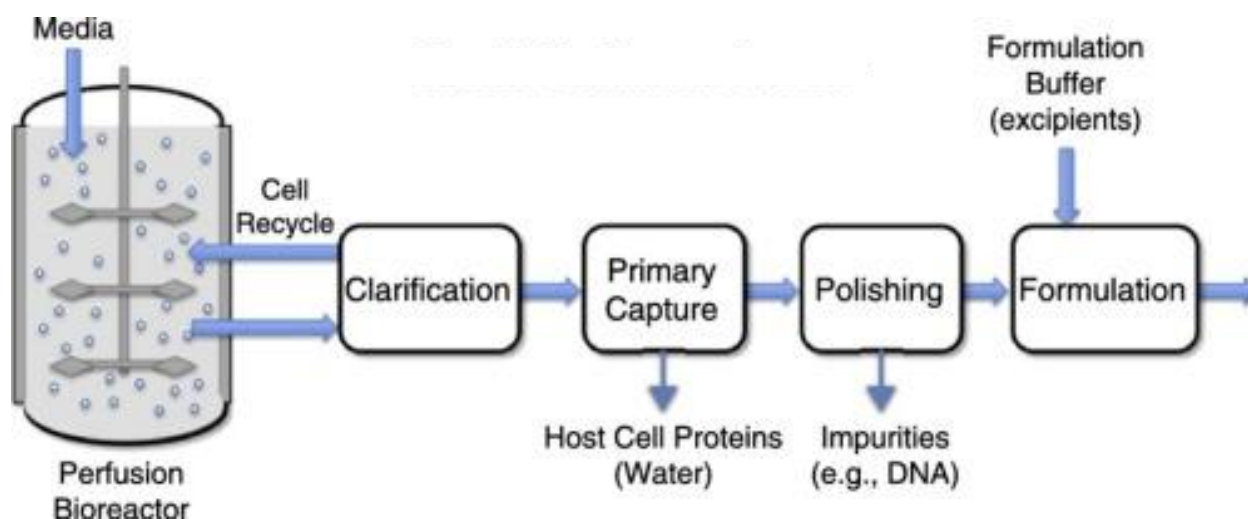 Media
Formulation
Buffer
(excipients)
Cell
Recycle
Clarification
Primary
Capture
Polishing
Formulation
Host Cell Proteins
(Water)
Impurities
(e.g., DNA)
Perfusion
Bioreactor